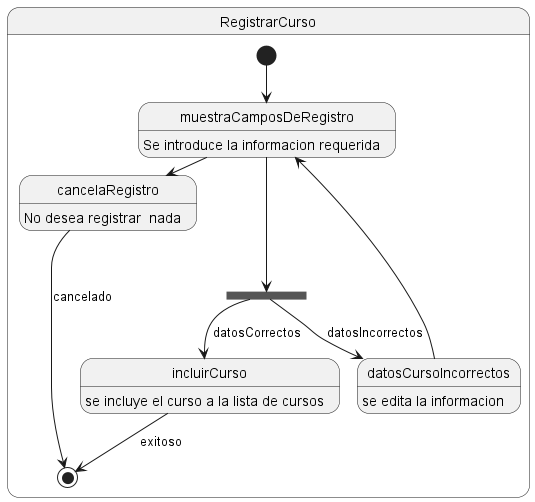 RegistrarCurso
muestraCamposDeRegistro
Se introduce la informacion requerida
cancelaRegistro
No desea registrar  nada
cancelado
datosCorrectos
datosIncorrectos
incluirCurso
se incluye el curso a la lista de cursos
datosCursoIncorrectos
se edita la informacion
exitoso